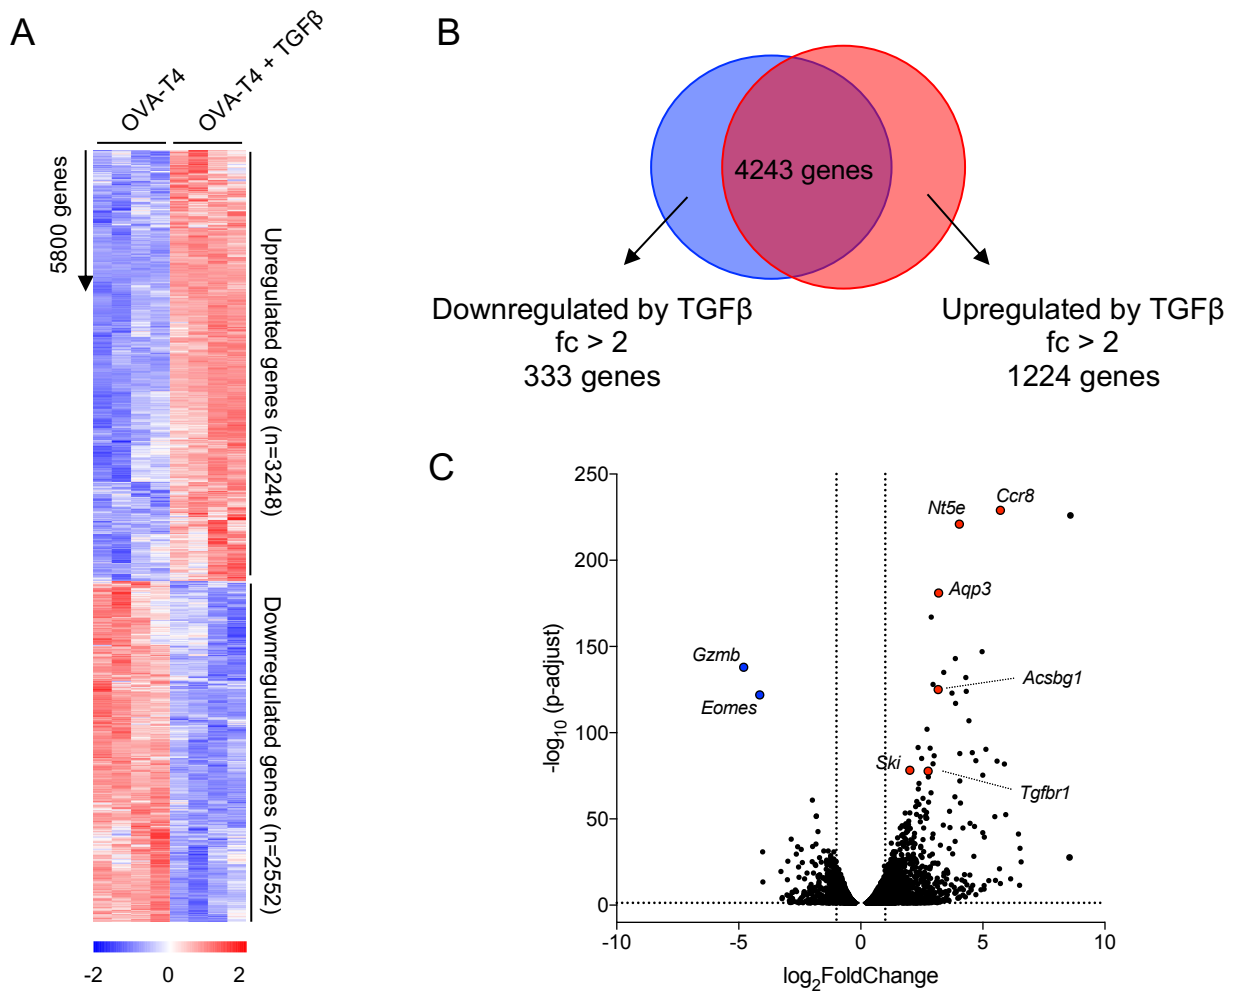 A
OVA-T4
OVA-T4 + TGFβ
5800 genes
Upregulated genes (n=3248)
Downregulated genes (n=2552)
-2
0
2
B
4243 genes
Downregulated by TGFβ
fc > 2
333 genes
Upregulated by TGFβ
fc > 2
1224 genes
C
-log10 (p-adjust)
250
200
150
100
50
0
Nt5e
Ccr8
Aqp3
Gzmb
Eomes
Acsbg1
Ski
Tgfbr1
-10
-5
0
5
10
log2FoldChange